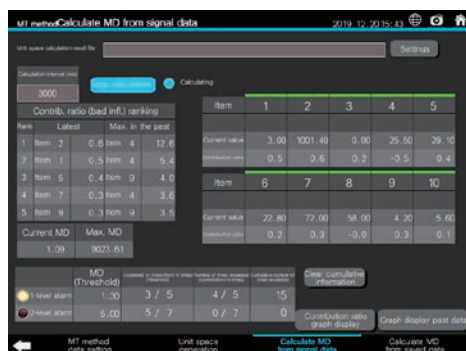 MT method Calculate MD from signal data 2019.12.20 15:43
Unit space calculation result file Settings
Calculation interval (ms)
3000
Calculating
Contrib. ratio (bad infl.) ranking
Rank Latest Max. in the past
1 Item 2 0.6 Item 4 12.6
2 Item 1 0.5 Item 4 5.4
3 Item 5 0.4 Item 9 4.0
4 Item 7 0.3 Item 4 3.6
5 Item 9 0.3 Item 9 3.5
Current MD Max. MD
1.09 9023.61
Item 1 2 3 4 5
Current value 3.00 1001.40 0.00 25.50 29.10
Contribution ratio 0.5 0.6 0.2 -0.5 0.4
Item 6 7 8 9 10
Current value 22.80 72.00 58.00 4.20 5.60
Contribution ratio 0.2 0.3 -0.0 0.3 0.1
MD
(Threshold)
1-level alarm 1.30 3 / 5 4 / 5 15
2-level alarm 5.00 5 / 7 0 / 7 0
Clear cumulative
information
Contribution ratio
graph display
Graph display past data
MT method
data setting
Unit space
generation
Calculate MD
from signal data
Calculate MD
from saved data